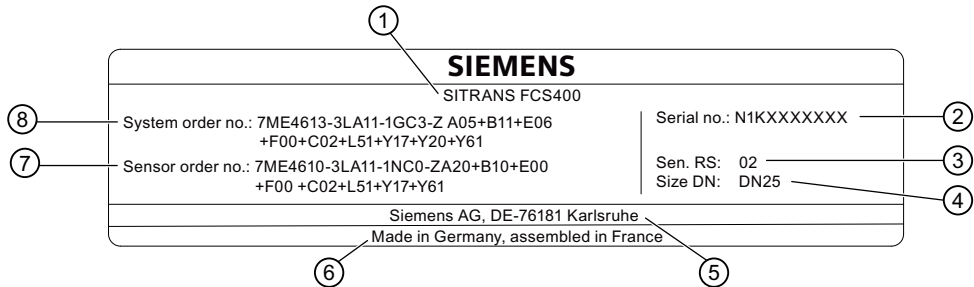 ①
SIEMENS
SITRANS FCS400
⑧ System order no.: 7ME4613-3LA11-1GC3-Z A05+B11+E06
+F00+C02+L51+Y17+Y20+Y61
Serial no.: N1KXXXXXXX ②
⑦ Sensor order no.: 7ME4610-3LA11-1NC0-ZA20+B10+E00
+F00 +C02+L51+Y17+Y61
Sen. RS: 02 ③
Size DN: DN25 ④
Siemens AG, DE-76181 Karlsruhe
Made in Germany, assembled in France
⑥ ⑤